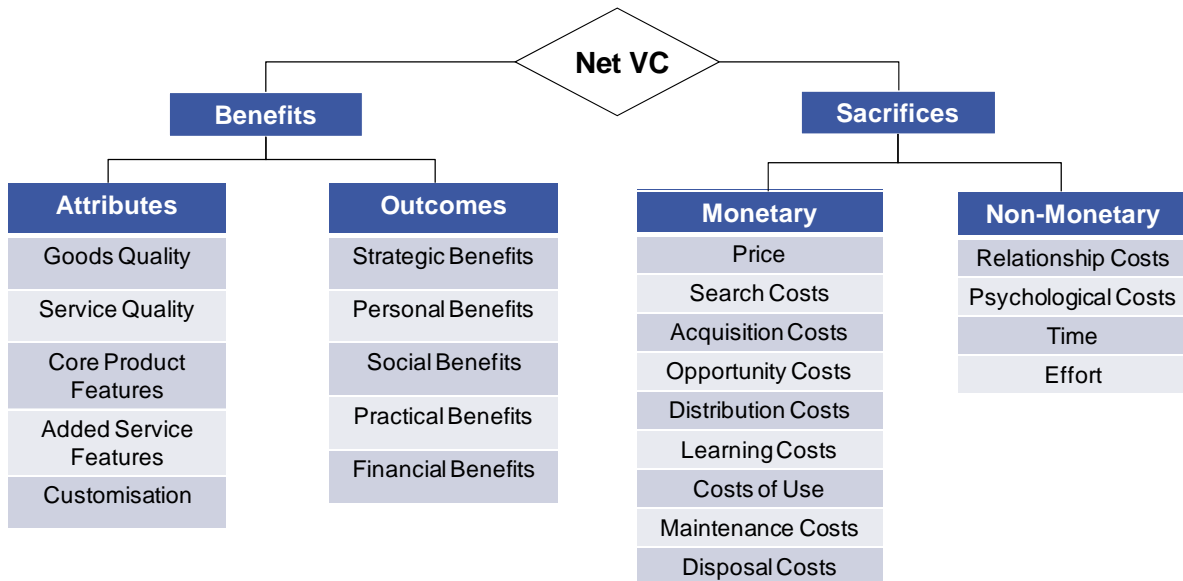 Net VC
Benefits
Sacrifices
Attributes
Goods Quality
Service Quality
Core Product
Features
Added Service
Features
Customisation
Outcomes
Strategic Benefits
Personal Benefits
Social Benefits
Practical Benefits
Financial Benefits
Monetary
Price
Search Costs
Acquisition Costs
Opportunity Costs
Distribution Costs
Learning Costs
Costs of Use
Maintenance Costs
Disposal Costs
Non-Monetary
Relationship Costs
Psychological Costs
Time
Effort